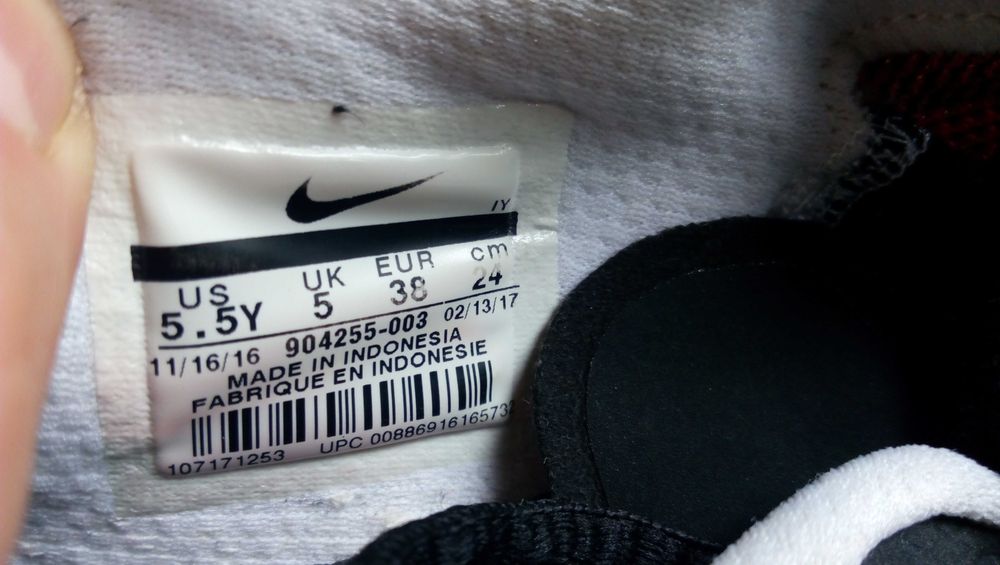 IY
US UK EUR cm
5.5Y 5 38 24
11/16/16 904255-003 02/13/17
MADE IN INDONESIA
FABRIQUE EN INDONESIE
107171253 UPC 00886916165732